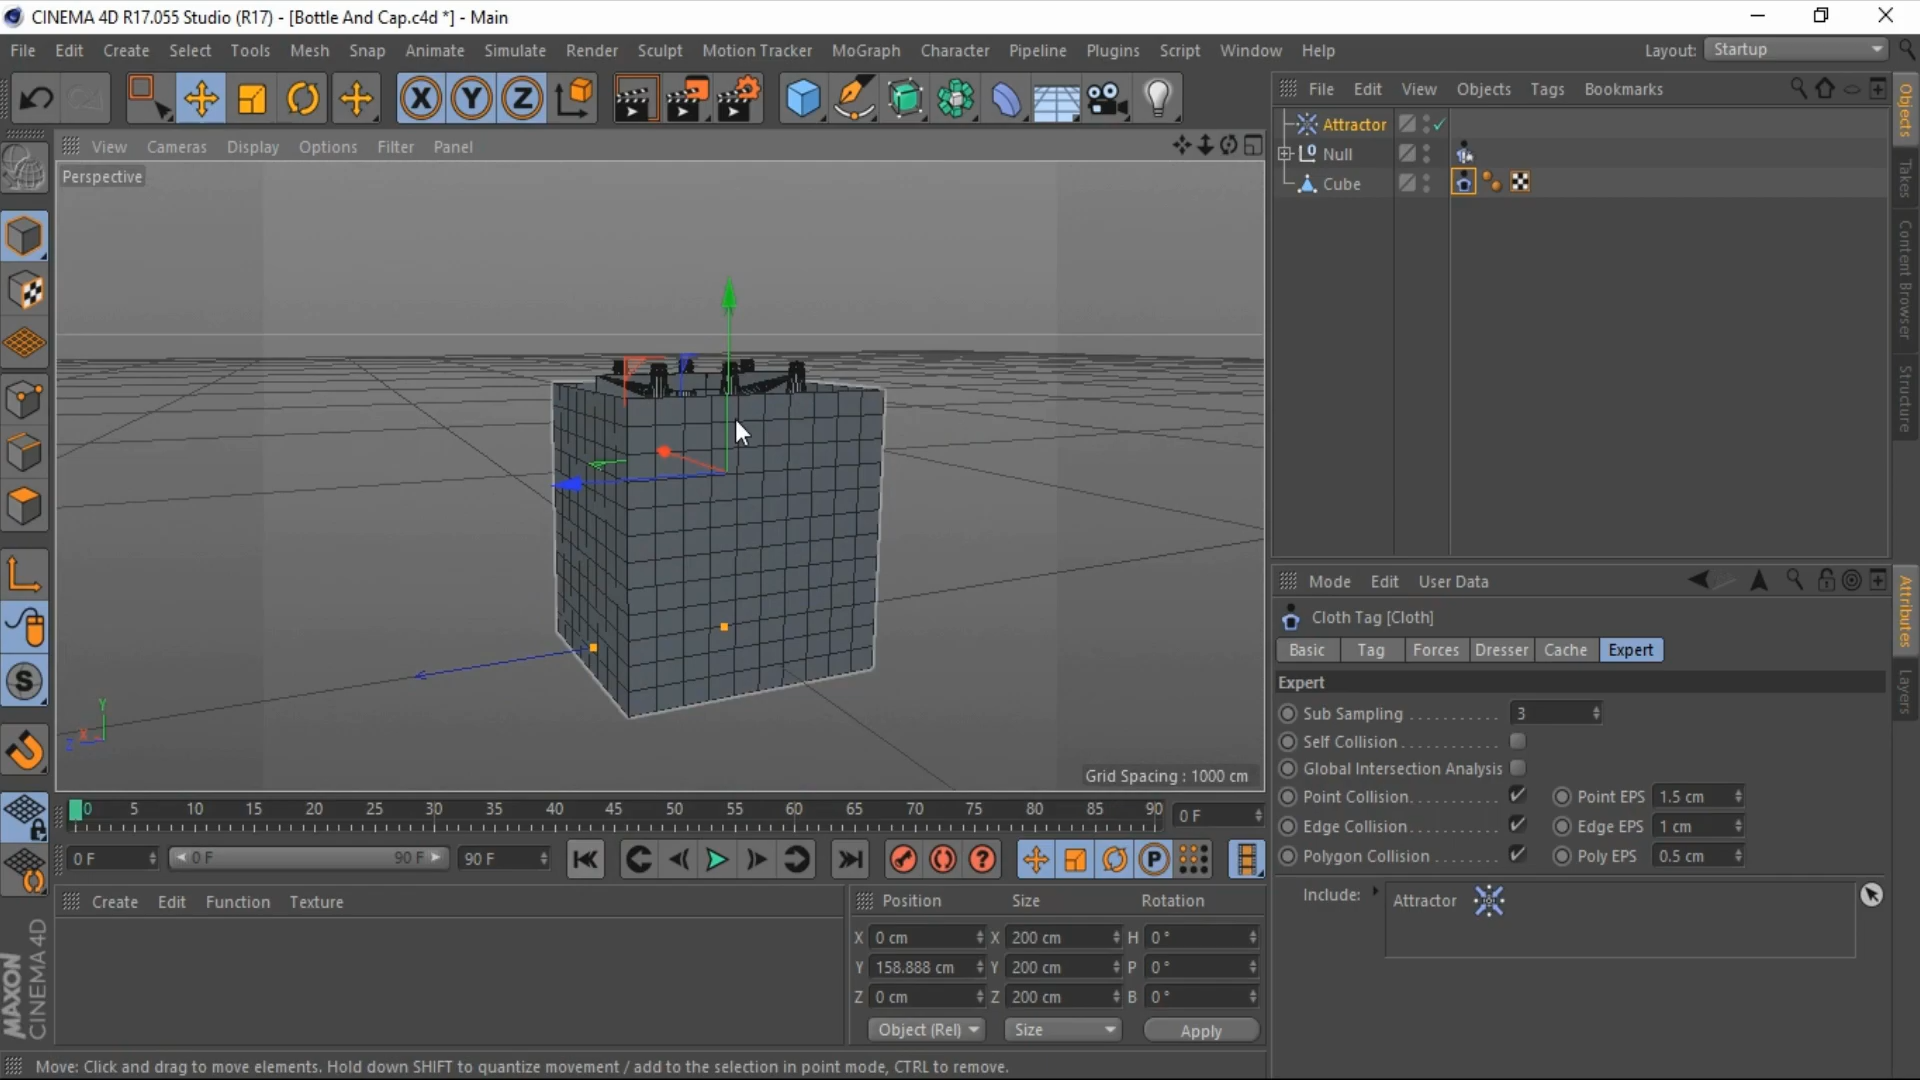 CINEMA 4D R17.055 Studio (R17) - [Bottle And Cap.c4d *] - Main
File Edit Create Select Tools Mesh Snap Animate Simulate Render Sculpt Motion Tracker MoGraph Character Pipeline Plugins Script Window Help Layout: Startup
X Y Z
File Edit View Objects Tags Bookmarks
Attractor
Null
Cube
Objects
Takes
Content Browser
Structure
View Cameras Display Options Filter Panel
Perspective
Grid Spacing : 1000 cm
Y
X
Z
S
Mode Edit User Data
Cloth Tag [Cloth]
Basic Tag Forces Dresser Cache Expert
Expert
Sub Sampling . . . . . . . . . . 3
Self Collision . . . . . . . . . . .
Global Intersection Analysis
Point Collision. . . . . . . . . . Point EPS 1.5 cm
Edge Collision. . . . . . . . . . Edge EPS 1 cm
Polygon Collision . . . . . . . Poly EPS 0.5 cm
Include: Attractor
Attributes
Layers
0 5 10 15 20 25 30 35 40 45 50 55 60 65 70 75 80 85 90 0 F
0 F 0 F 90 F 90 F ? P
Create Edit Function Texture
Position Size Rotation
X 0 cm X 200 cm H 0 °
Y 158.888 cm Y 200 cm P 0 °
Z 0 cm Z 200 cm B 0 °
Object (Rel) Size Apply
MAXON
CINEMA 4D
Move: Click and drag to move elements. Hold down SHIFT to quantize movement / add to the selection in point mode, CTRL to remove.